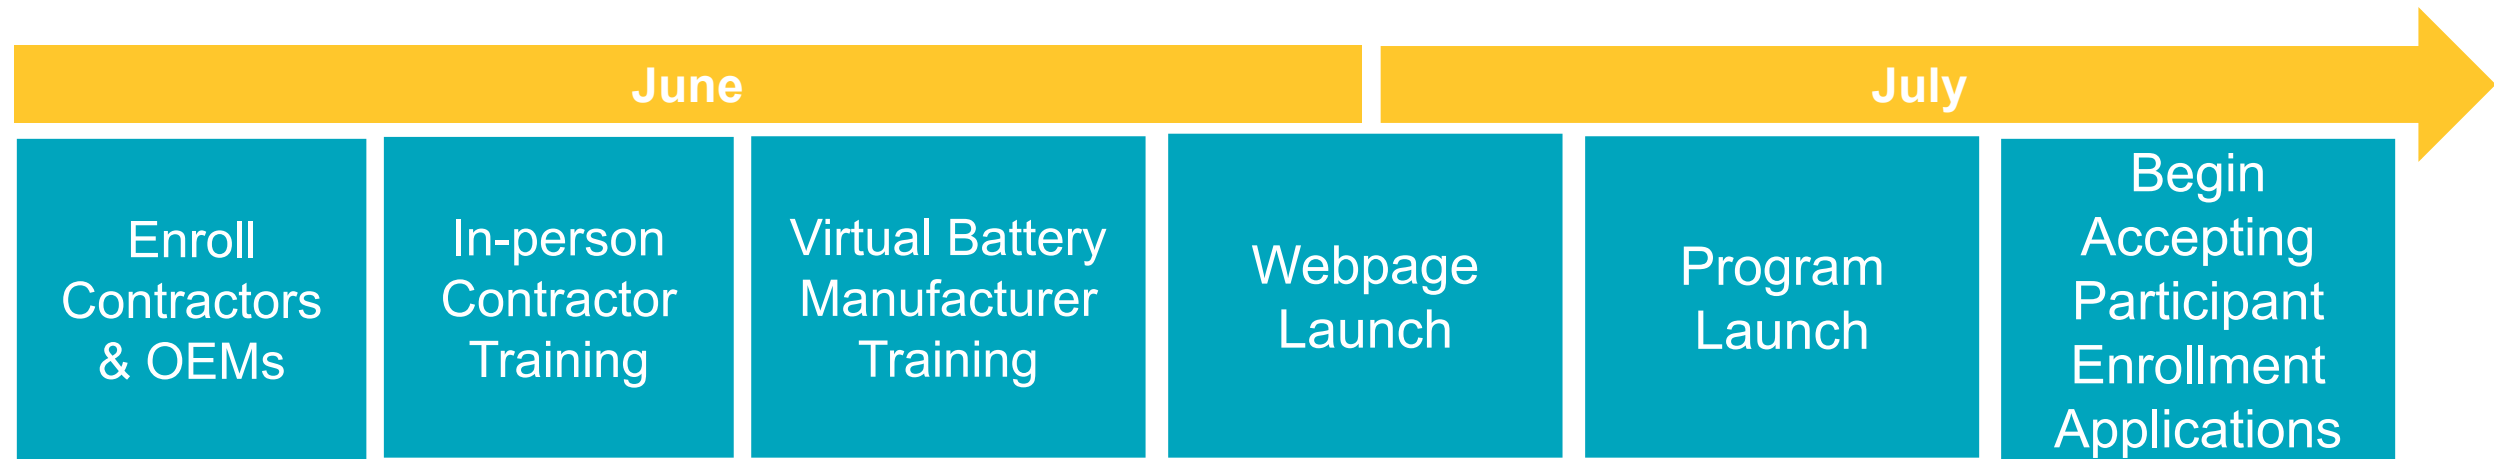 June
July
Enroll
Contractors
& OEMs
In-person
Contractor
Training
Virtual Battery
Manufacturer
Training
Webpage
Launch
Program
Launch
Begin
Accepting
Participant
Enrollment
Applications